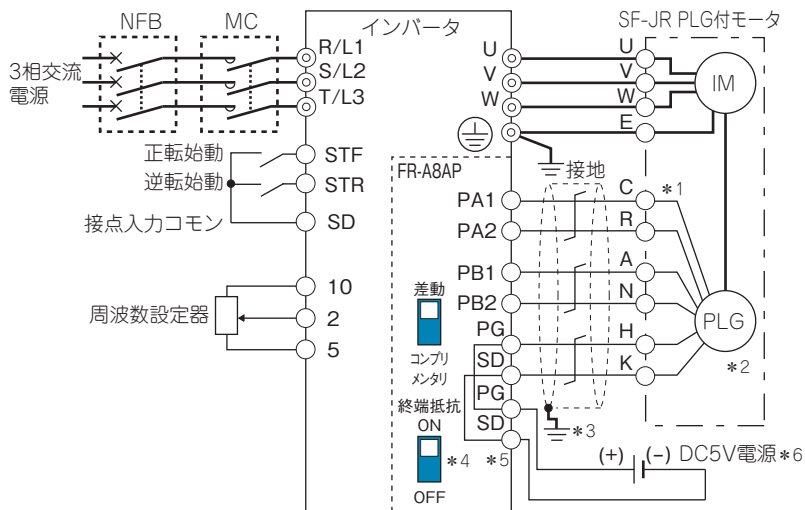 NFB
MC
インバータ
SF-JR PLG付モータ
3相交流
電源
R/L1
S/L2
T/L3
U
V
W
U
V
W
E
IM
正転始動
逆転始動
接点入力コモン
STF
STR
SD
接地
FR-A8AP
PA1
PA2
PB1
PB2
PG
SD
PG
SD
C
R
A
N
H
K
*1
PLG
*2
周波数設定器
10
2
5
差動
コンプリ
メンタリ
終端抵抗
ON
OFF
*4
*5
*3
(+)
(−)
DC5V電源*6